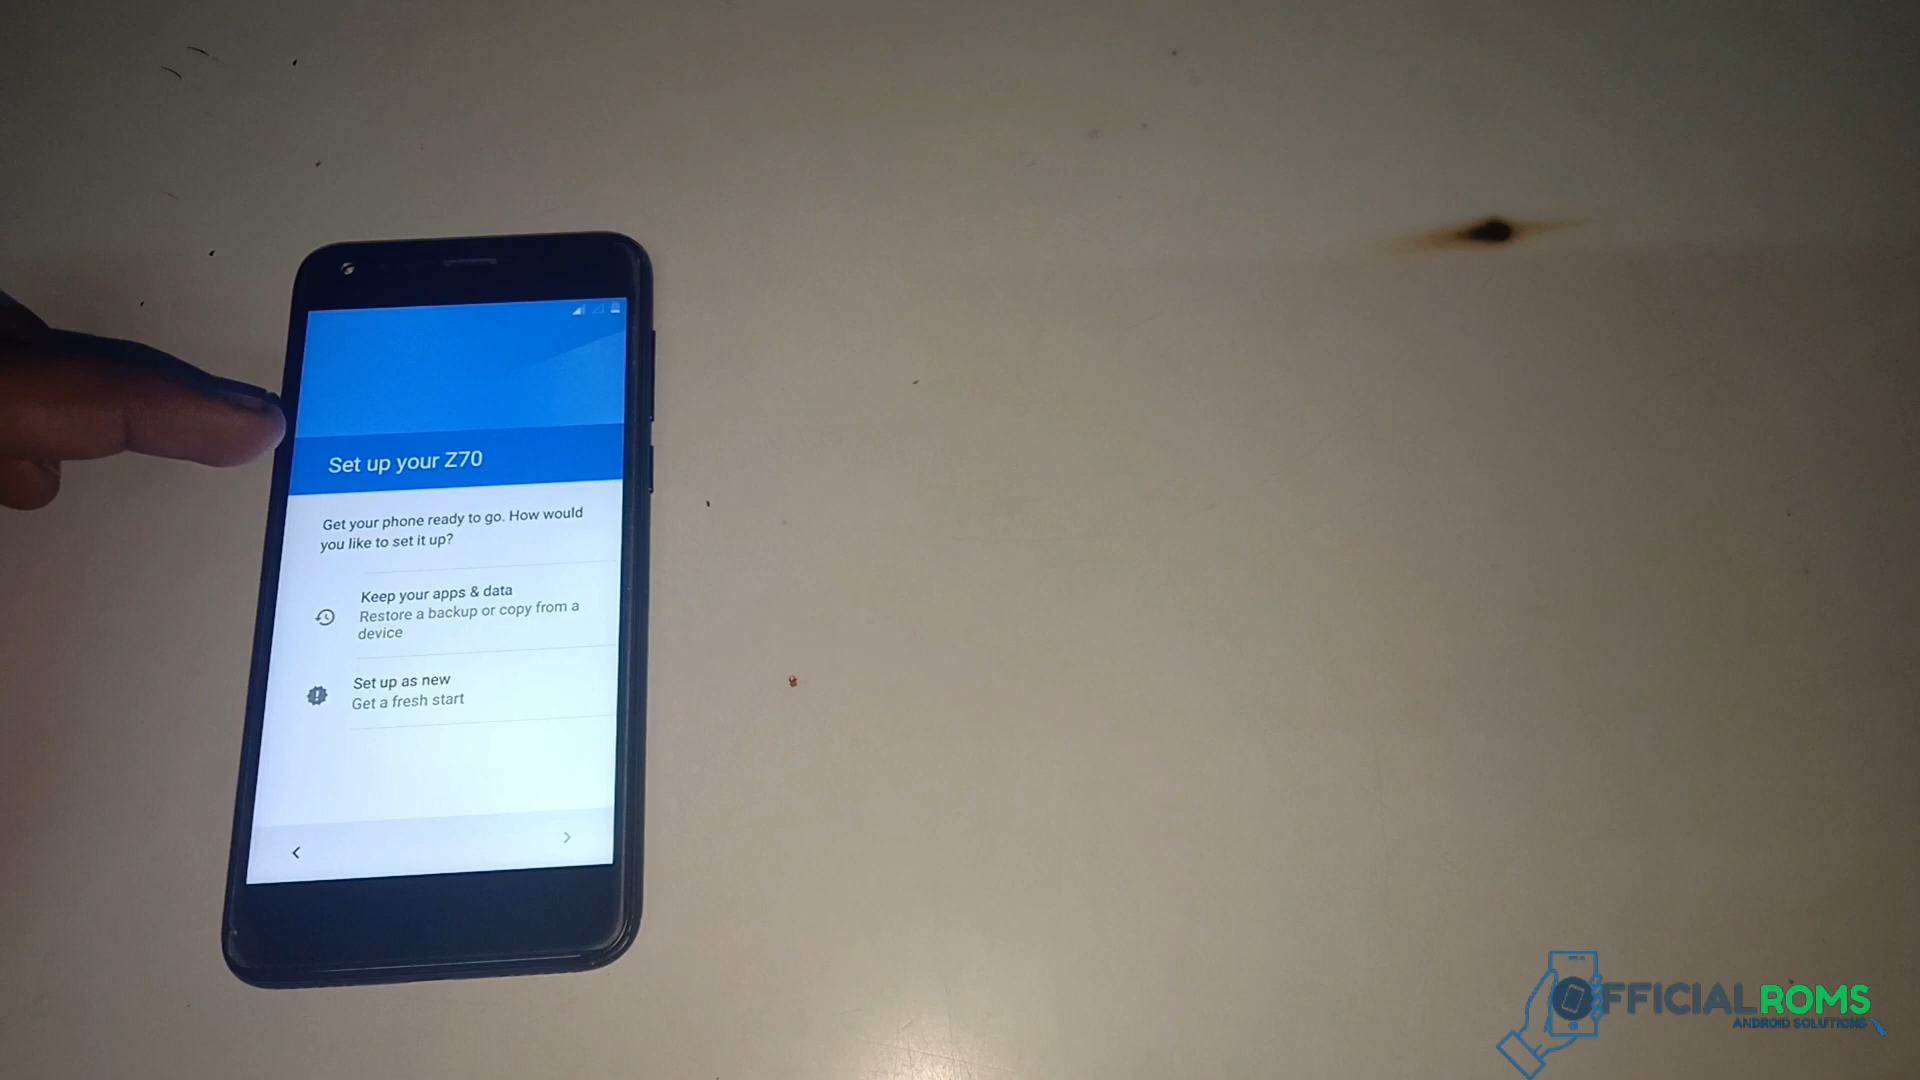 Set up your Z70
Get your phone ready to go. How would
you like to set it up?
Keep your apps & data
Restore a backup or copy from a
device
Set up as new
Get a fresh start
OFFICIALROMS
ANDROID SOLUTIONS